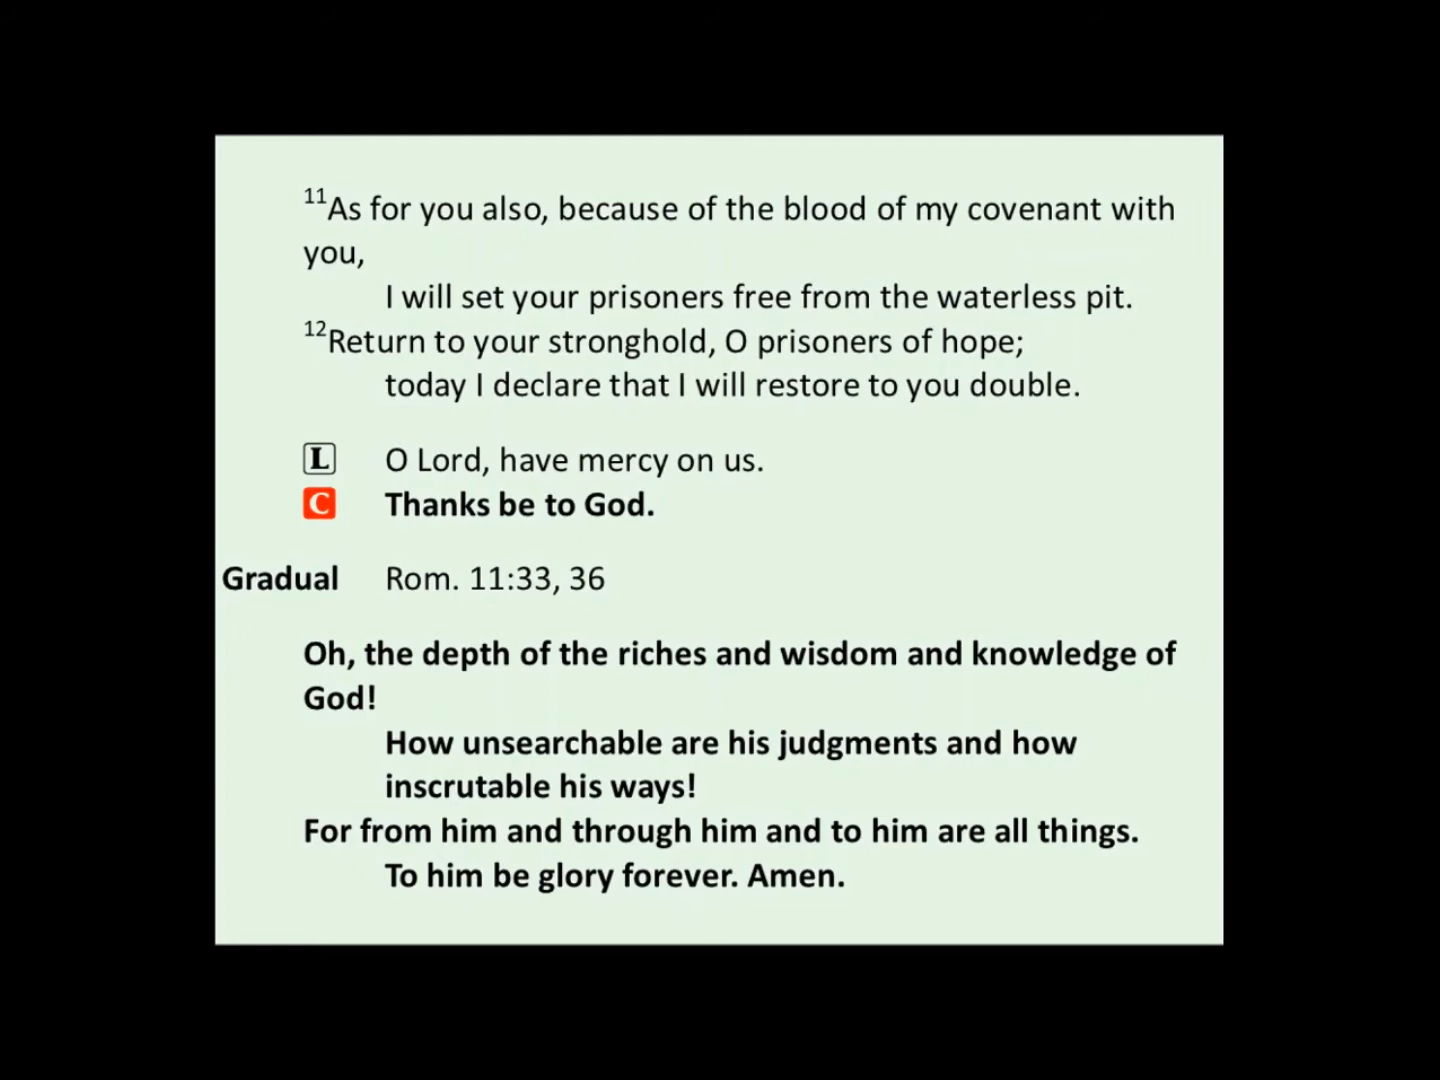 11As for you also, because of the blood of my covenant with
you,
I will set your prisoners free from the waterless pit.
12Return to your stronghold, O prisoners of hope;
today I declare that I will restore to you double.
L O Lord, have mercy on us.
C Thanks be to God.
Gradual Rom. 11:33, 36
Oh, the depth of the riches and wisdom and knowledge of
God!
How unsearchable are his judgments and how
inscrutable his ways!
For from him and through him and to him are all things.
To him be glory forever. Amen.